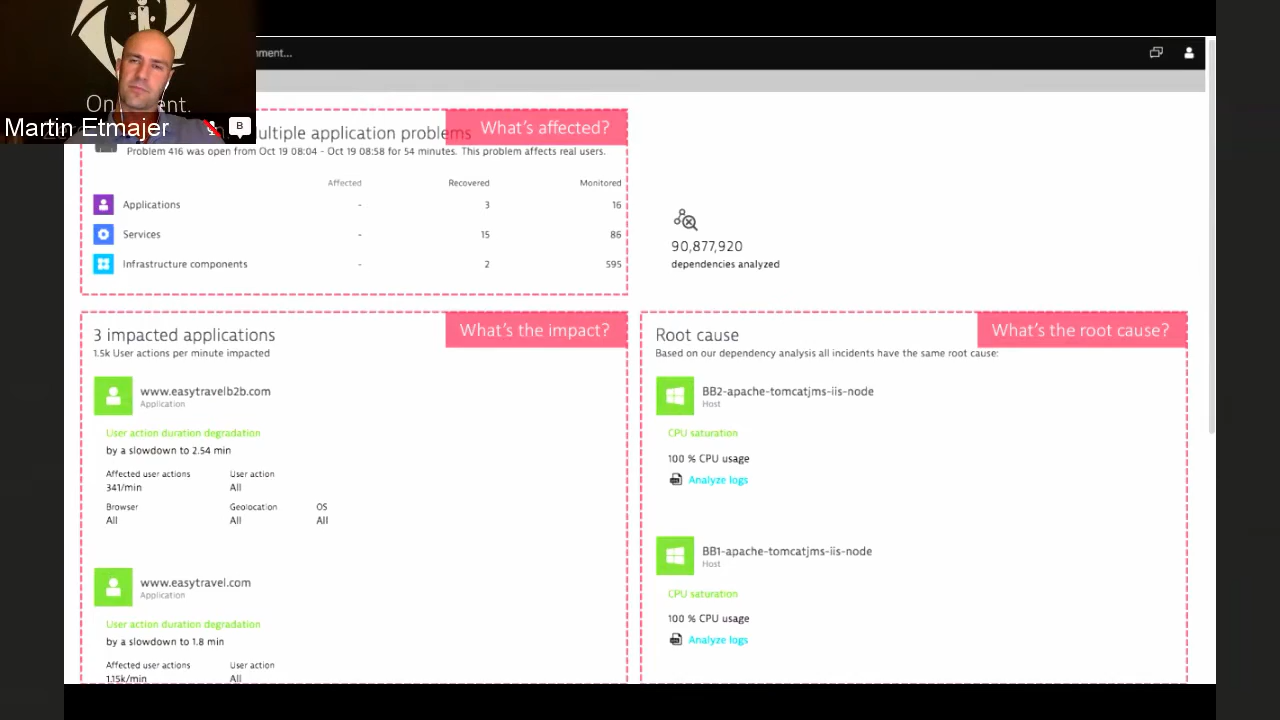 On
nt.
Martin Etmajer
B
ment...
ultiple application problems
What's affected?
Problem 416 was open from Oct 19 08:04 - Oct 19 08:58 for 54 minutes. This problem affects real users.
Affected Recovered Monitored
Applications - 3 16
Services - 15 86
Infrastructure components - 2 595
90,877,920
dependencies analyzed
3 impacted applications
What's the impact?
1.5k User actions per minute impacted
www.easytravelb2b.com
Application
User action duration degradation
by a slowdown to 2.54 min
Affected user actions User action
341/min All
Browser Geolocation OS
All All All
www.easytravel.com
Application
User action duration degradation
by a slowdown to 1.8 min
Affected user actions User action
1.15k/min All
Root cause
What's the root cause?
Based on our dependency analysis all incidents have the same root cause:
BB2-apache-tomcatjms-iis-node
Host
CPU saturation
100 % CPU usage
Analyze logs
BB1-apache-tomcatjms-iis-node
Host
CPU saturation
100 % CPU usage
Analyze logs